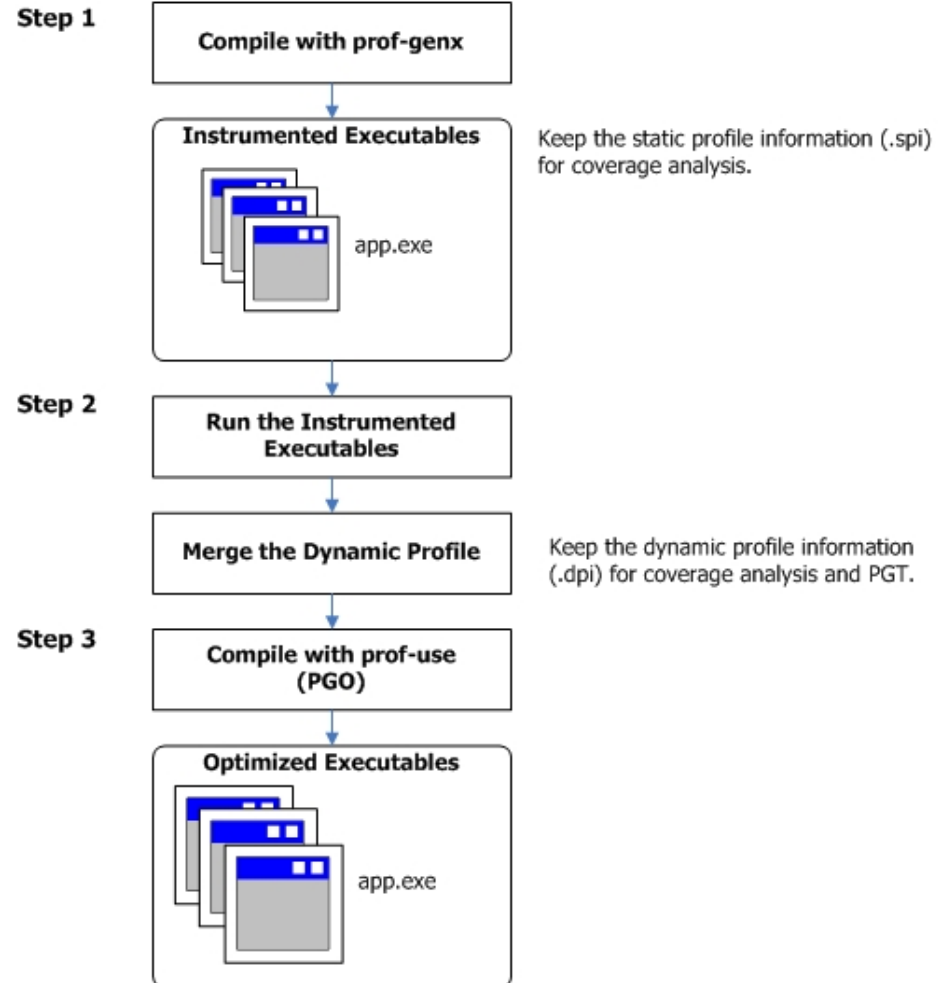 Step 1
Compile with prof-genx
Instrumented Executables
Keep the static profile information (.spi)
for coverage analysis.
app.exe
Step 2
Run the Instrumented
Executables
Merge the Dynamic Profile
Keep the dynamic profile information
(.dpi) for coverage analysis and PGT.
Step 3
Compile with prof-use
(PGO)
Optimized Executables
app.exe